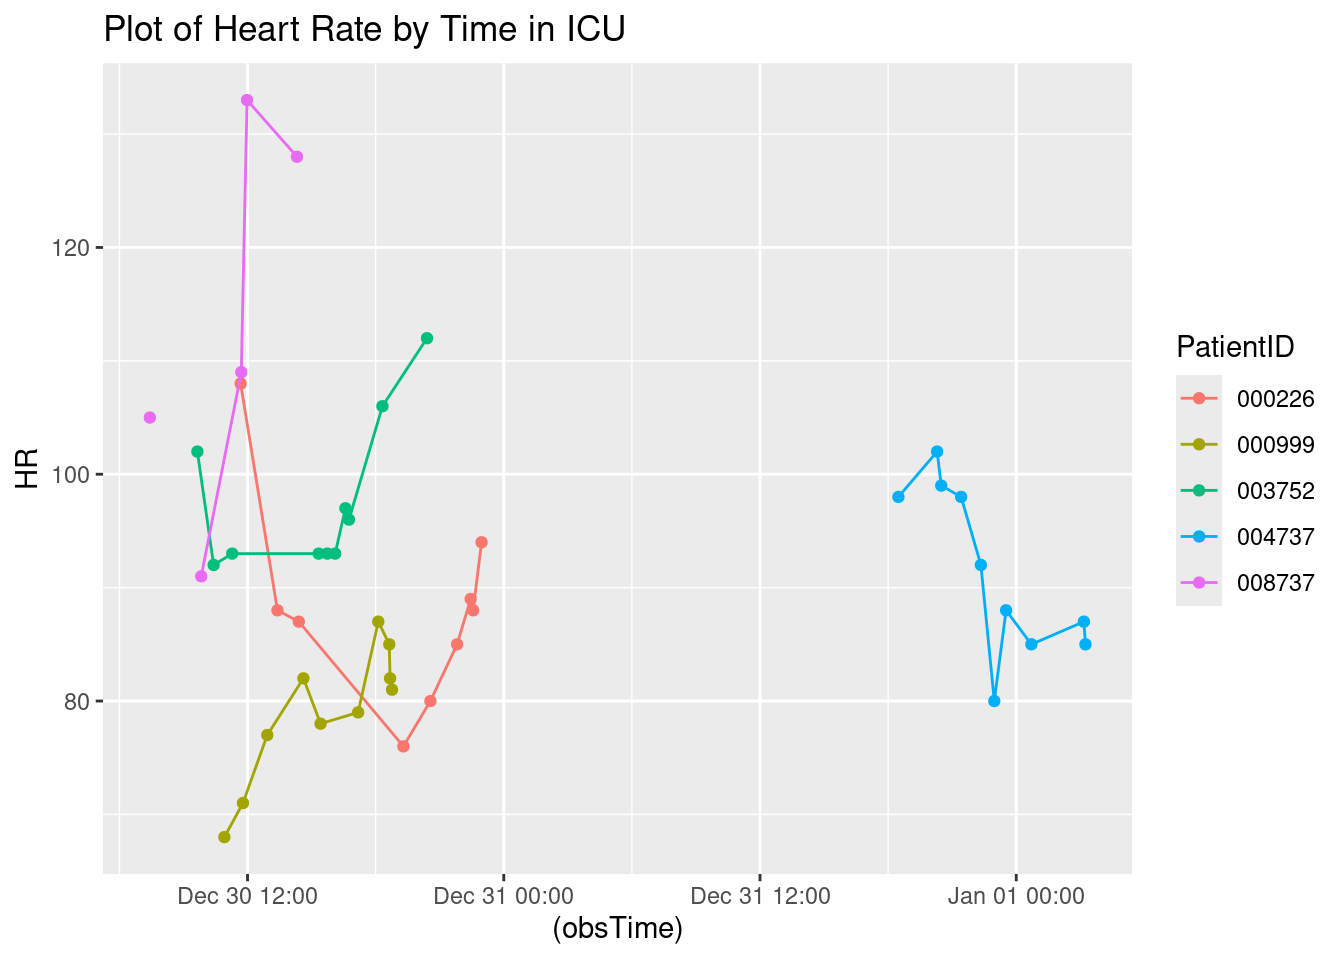 Plot of Heart Rate by Time in ICU
HR
120
100
80
Dec 30 12:00
Dec 31 00:00
Dec 31 12:00
Jan 01 00:00
(obsTime)
PatientID
000226
000999
003752
004737
008737